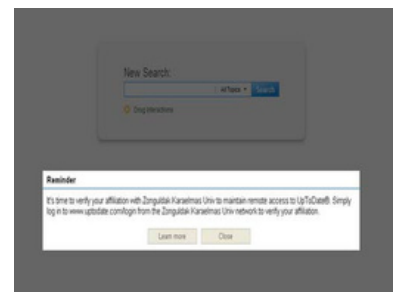 New Search:
All Topics Search
Drug Interactions
Reminder
It's time to verify your affiliation with Zonguldak Karaelmas Univ to maintain remote access to UpToDate®. Simply
log in to www.uptodate.com/login from the Zonguldak Karaelmas Univ network to verify your affiliation.
Learn more Close